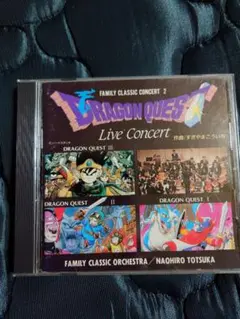 FAMILY CLASSIC CONCERT 2
DRAGON QUEST
Live Concert
作曲/すぎやまこういち
DRAGON QUEST III
DRAGON QUEST II
DRAGON QUEST I
FAMILY CLASSIC ORCHESTRA / NAOHIRO TOTSUKA